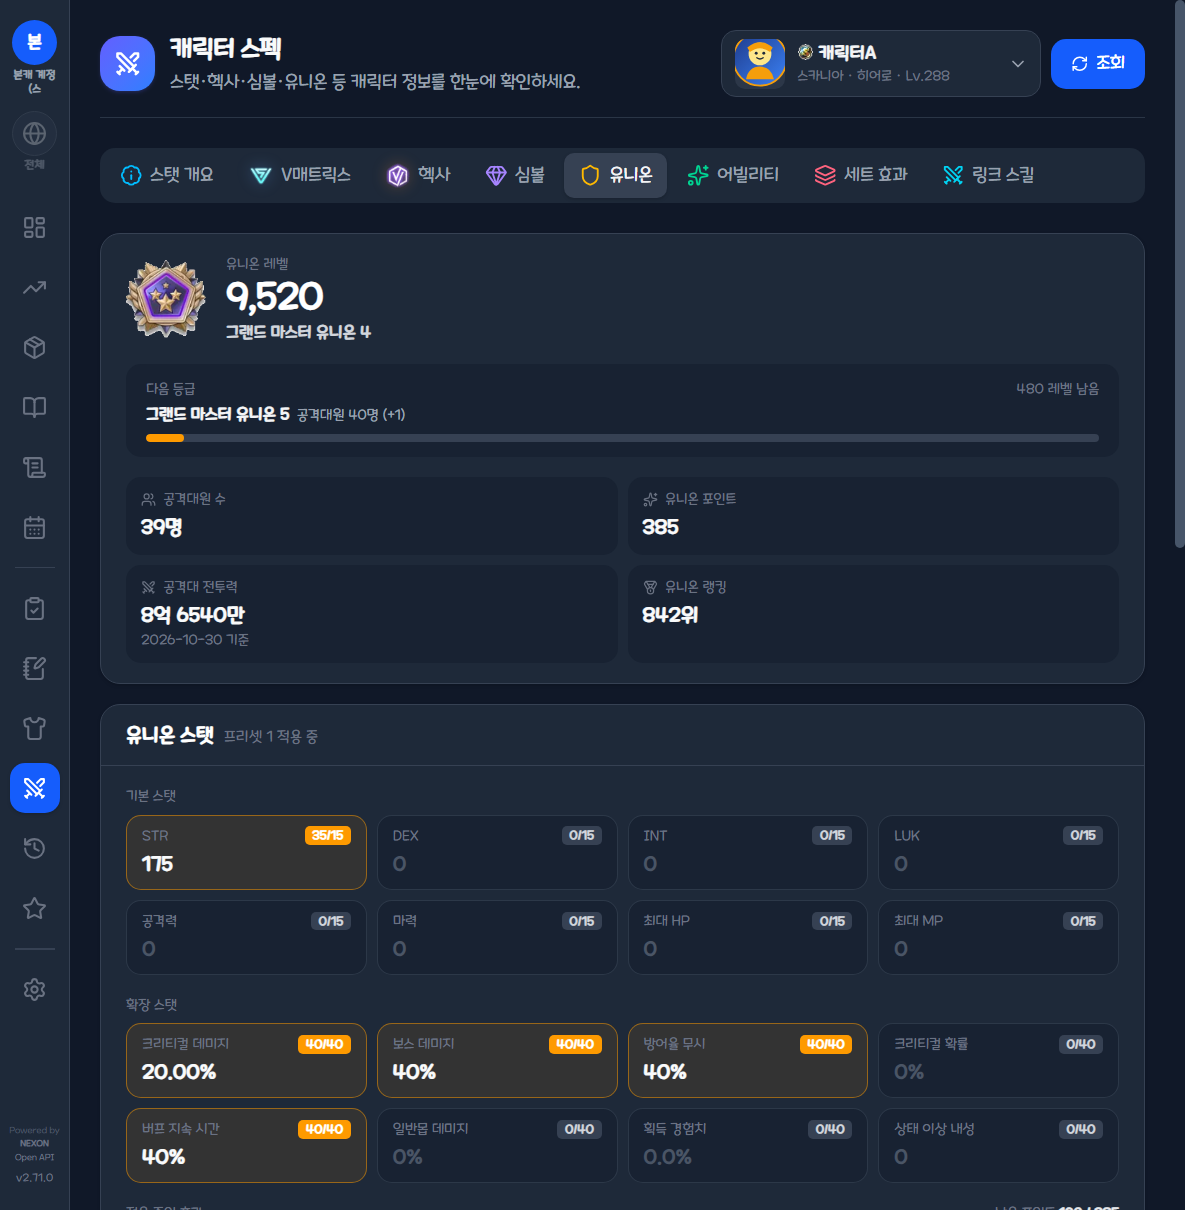 본
본캐 계정
(스
전체
Powered by
NEXON
Open API
v2.71.0
캐릭터 스펙
스탯·헥사·심볼·유니온 등 캐릭터 정보를 한눈에 확인하세요.
캐릭터A
스카니아 · 히어로 · Lv.288
조회
스탯 개요 V매트릭스 헥사 심볼 유니온 어빌리티 세트 효과 링크 스킬
유니온 레벨
9,520
그랜드 마스터 유니온 4
다음 등급 480 레벨 남음
그랜드 마스터 유니온 5 공격대원 40명 (+1)
공격대원 수 유니온 포인트
39명 385
공격대 전투력 유니온 랭킹
8억 6540만 842위
2026-10-30 기준
유니온 스탯 프리셋 1 적용 중
기본 스탯
STR 35/15 DEX 0/15 INT 0/15 LUK 0/15
175 0 0 0
공격력 0/15 마력 0/15 최대 HP 0/15 최대 MP 0/15
0 0 0 0
확장 스탯
크리티컬 데미지 40/40 보스 데미지 40/40 방어율 무시 40/40 크리티컬 확률 0/40
20.00% 40% 40% 0%
버프 지속 시간 40/40 일반몹 데미지 0/40 획득 경험치 0/40 상태 이상 내성 0/40
40% 0% 0.0% 0